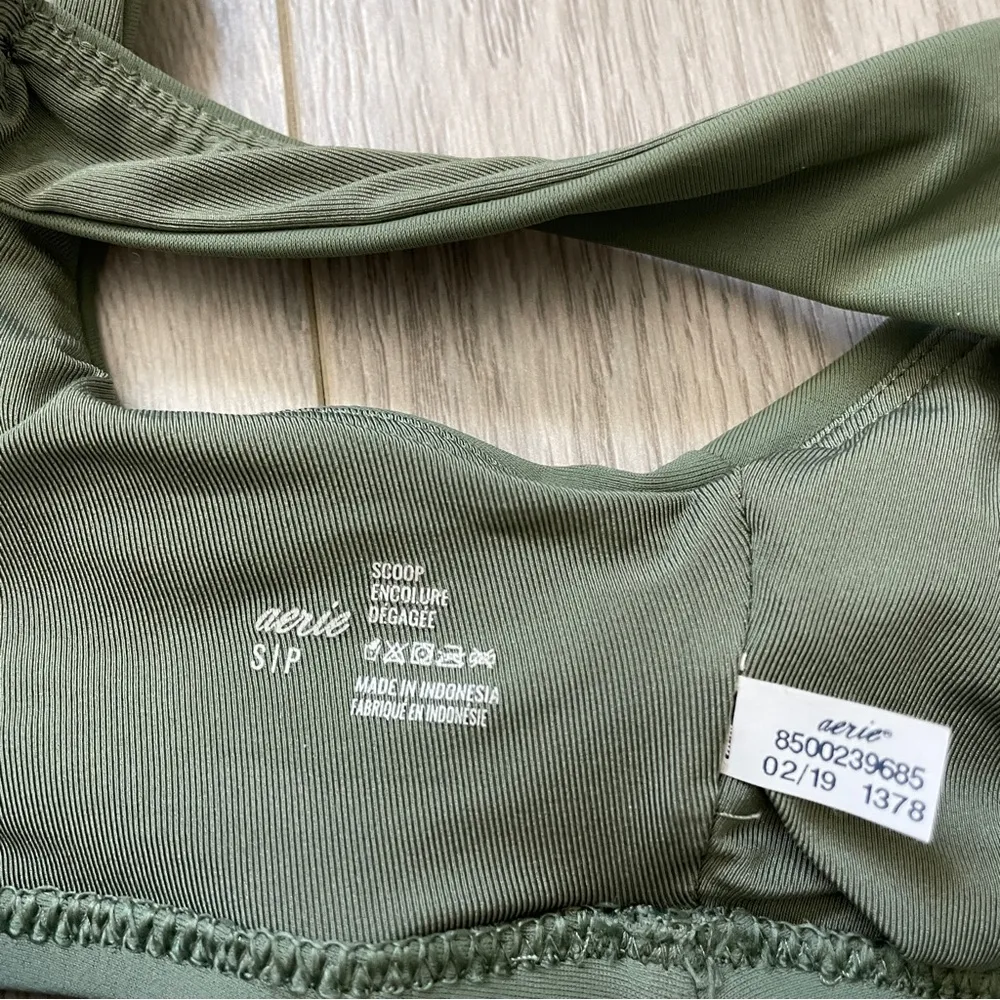 SCOOP
ENCOLURE
DÉGAGÉE
aerie
S|P
MADE IN INDONESIA
FABRIQUÉ EN INDONÉSIE
aerie®
8500239685
02/19 1378